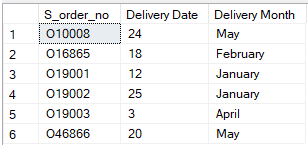 S_order_no Delivery Date Delivery Month
1 O10008 24 May
2 O16865 18 February
3 O19001 12 January
4 O19002 25 January
5 O19003 3 April
6 O46866 20 May